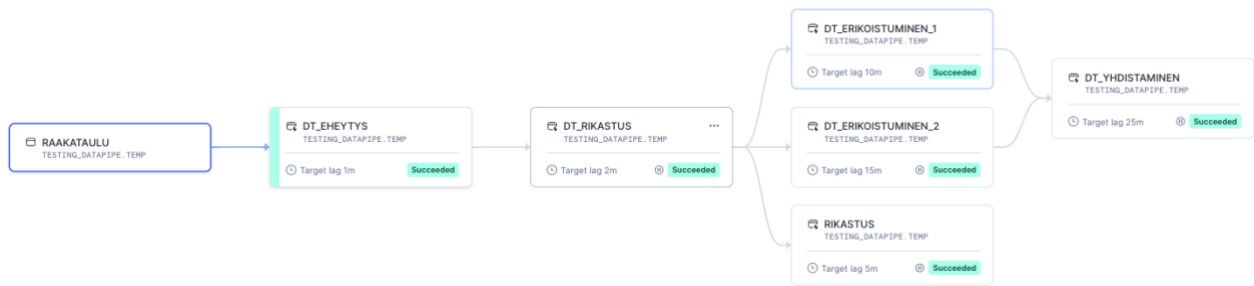 RAAKATAULU
TESTING_DATAPIPE.TEMP
DT_EHEYTYS
TESTING_DATAPIPE.TEMP
Target lag 1m Succeeded
DT_RIKASTUS ...
TESTING_DATAPIPE.TEMP
Target lag 2m Succeeded
DT_ERIKOISTUMINEN_1
TESTING_DATAPIPE.TEMP
Target lag 10m Succeeded
DT_ERIKOISTUMINEN_2
TESTING_DATAPIPE.TEMP
Target lag 15m Succeeded
RIKASTUS
TESTING_DATAPIPE.TEMP
Target lag 5m Succeeded
DT_YHDISTAMINEN
TESTING_DATAPIPE.TEMP
Target lag 25m Succeeded